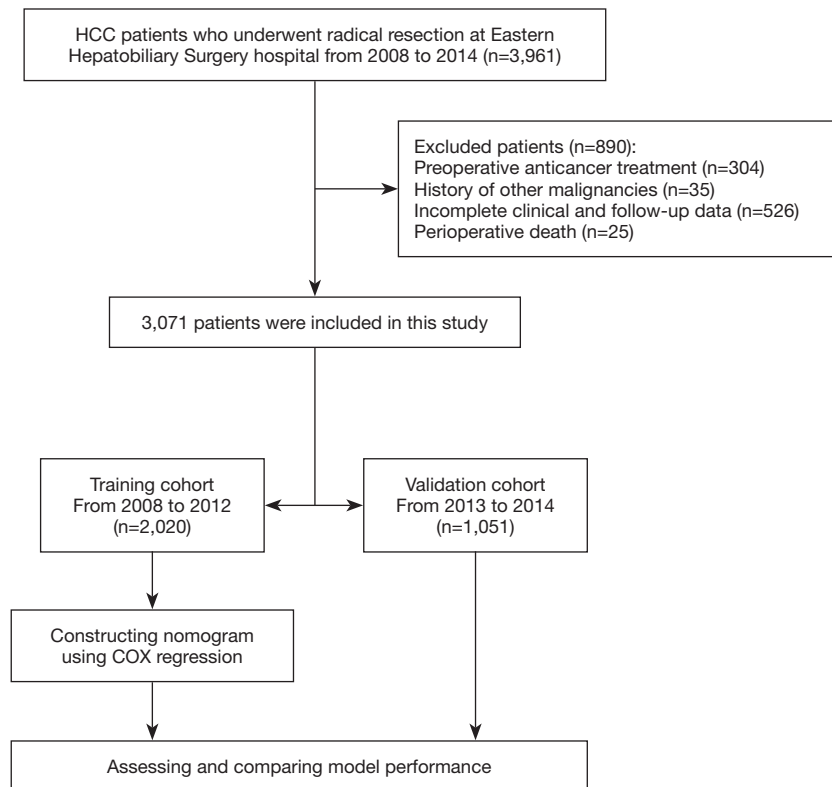 HCC patients who underwent radical resection at Eastern
Hepatobiliary Surgery hospital from 2008 to 2014 (n=3,961)
Excluded patients (n=890):
Preoperative anticancer treatment (n=304)
History of other malignancies (n=35)
Incomplete clinical and follow-up data (n=526)
Perioperative death (n=25)
3,071 patients were included in this study
Training cohort
From 2008 to 2012
(n=2,020)
Validation cohort
From 2013 to 2014
(n=1,051)
Constructing nomogram
using COX regression
Assessing and comparing model performance